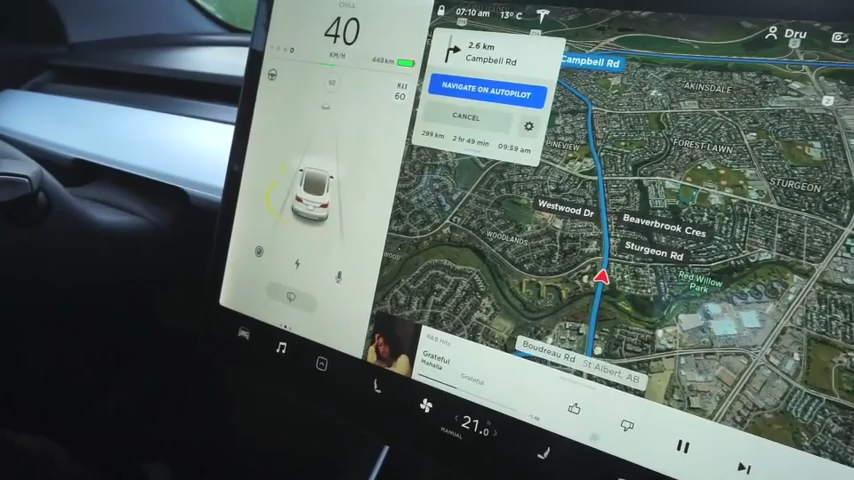 CHILL
40
KM/H
D
448 km
60
MAX
60
07:10 am 13°C
Dru
2.6 km
Campbell Rd
NAVIGATE ON AUTOPILOT
CANCEL
299 km 2 hr 49 min 09:59 am
Campbell Rd
AKINSDALE
FOREST LAWN
PINEVIEW
STURGEON
Westwood Dr
Beaverbrook Cres
WOODLANDS
Sturgeon Rd
Red Willow
Park
Boudreau Rd St Albert, AB
R&B Hits
Grateful
Mahalia
Grateful
21.0
MANUAL